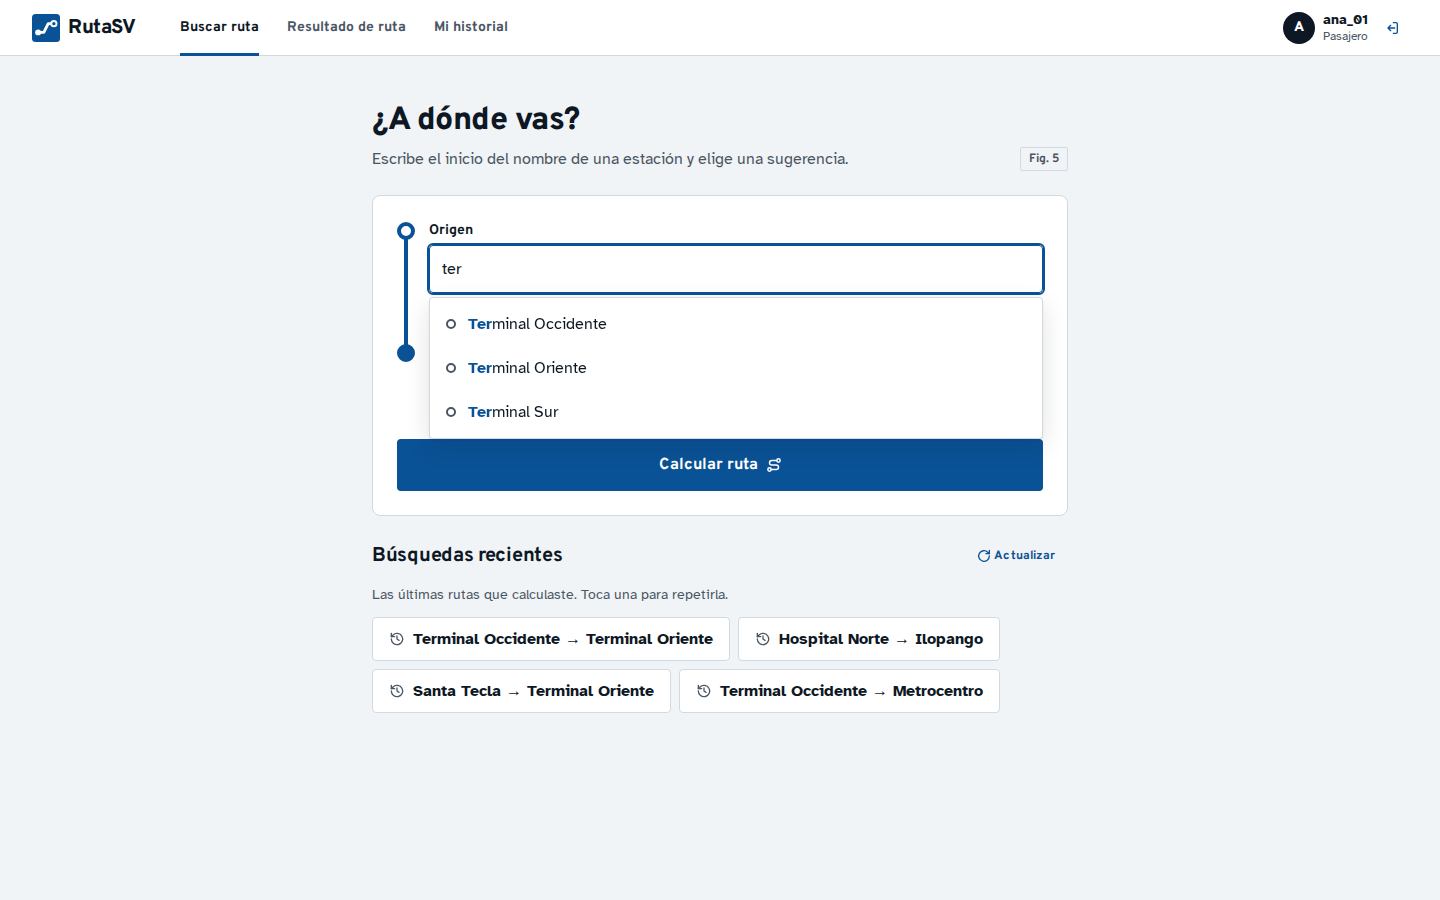 RutaSV
Buscar ruta
Resultado de ruta
Mi historial
A
ana_01
Pasajero
¿A dónde vas?
Escribe el inicio del nombre de una estación y elige una sugerencia.
Fig. 5
Origen
ter
Terminal Occidente
Terminal Oriente
Terminal Sur
Calcular ruta
Búsquedas recientes
Actualizar
Las últimas rutas que calculaste. Toca una para repetirla.
Terminal Occidente → Terminal Oriente
Hospital Norte → Ilopango
Santa Tecla → Terminal Oriente
Terminal Occidente → Metrocentro